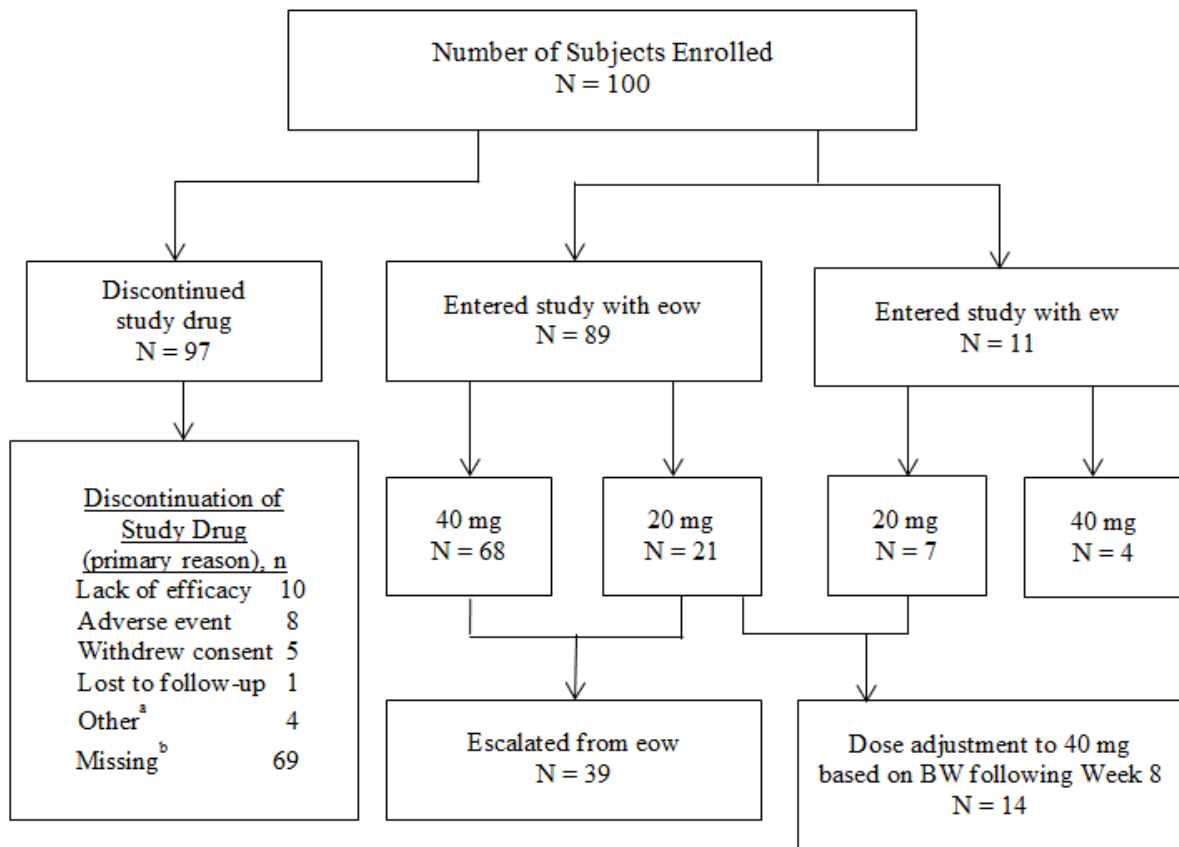 Number of Subjects Enrolled
N = 100
Discontinued
study drug
N = 97
Entered study with eow
N = 89
Entered study with ew
N = 11
Discontinuation of
Study Drug
(primary reason), n
Lack of efficacy 10
Adverse event 8
Withdrew consent 5
Lost to follow-up 1
Other^a 4
Missing^b 69
40 mg
N = 68
20 mg
N = 21
20 mg
N = 7
40 mg
N = 4
Escalated from eow
N = 39
Dose adjustment to 40 mg
based on BW following Week 8
N = 14